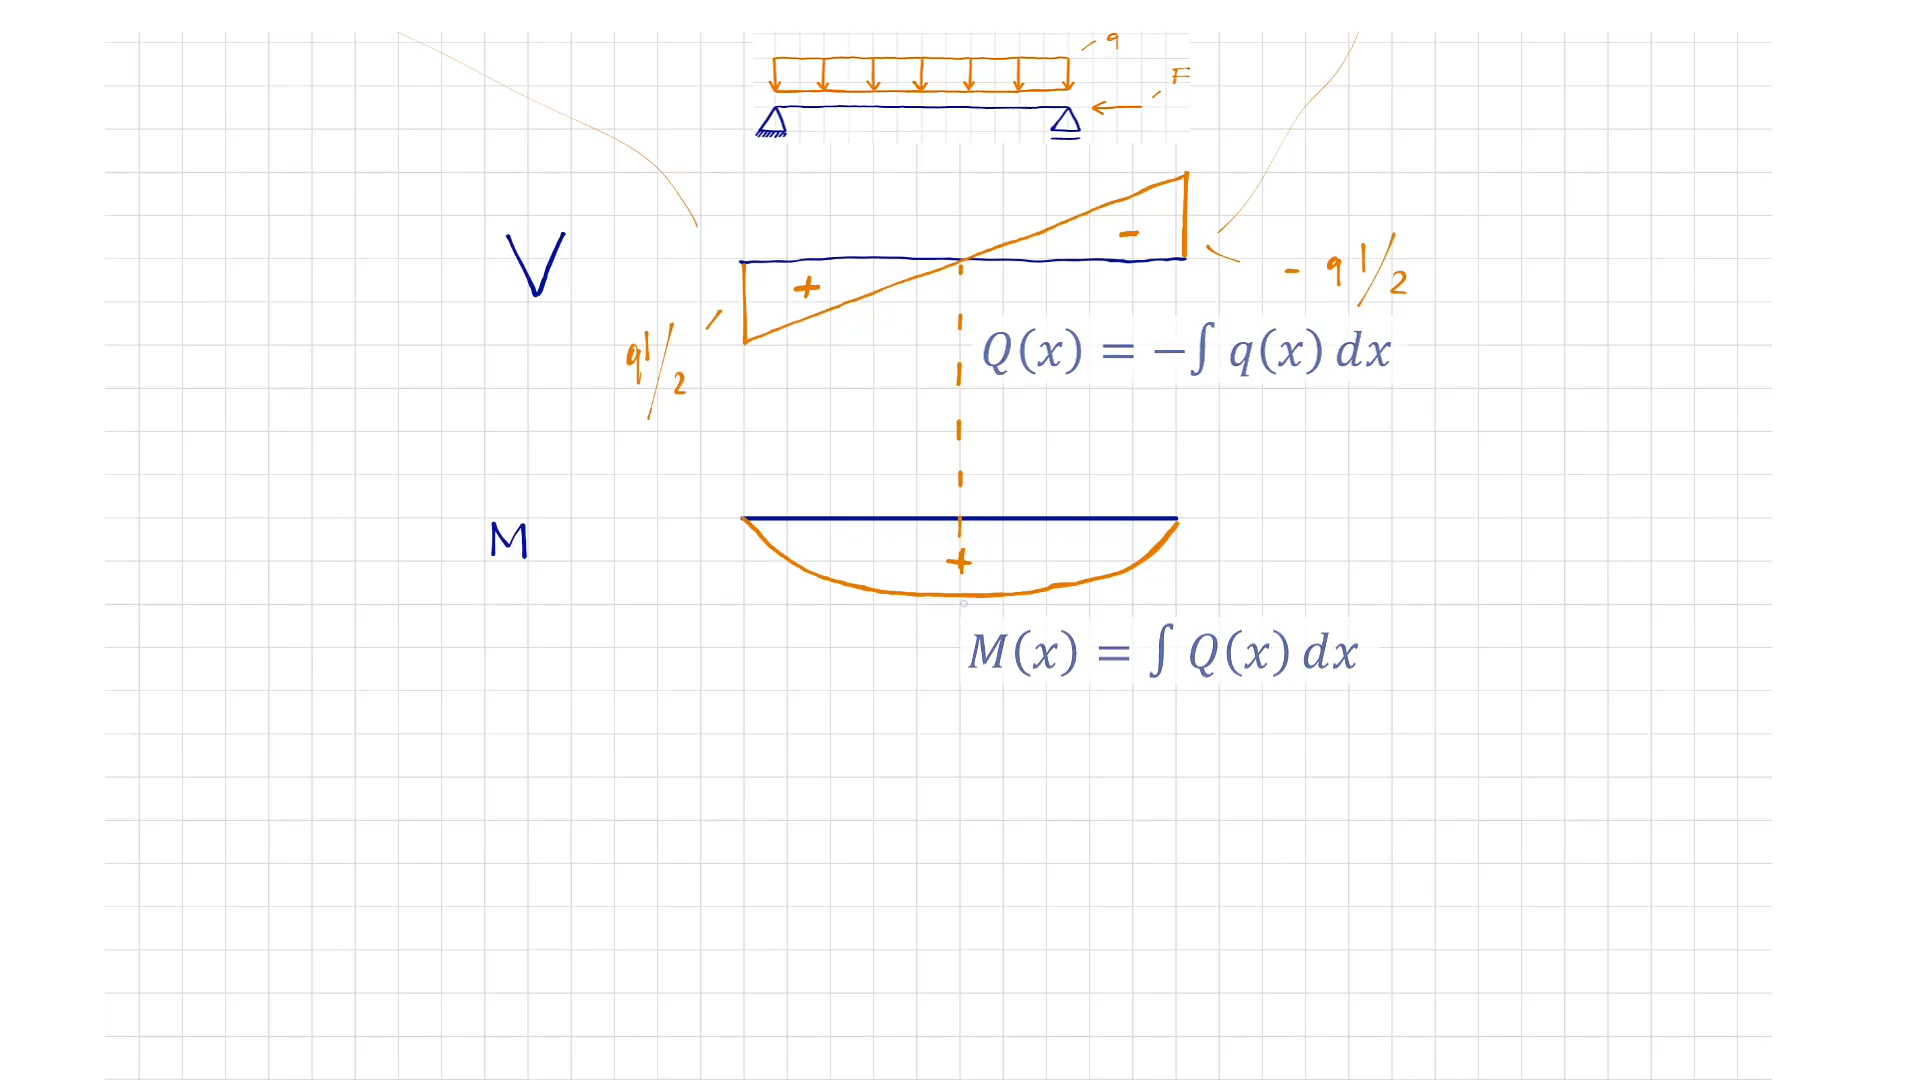 q
F
V
+
-
- ql/2
ql/2
Q(x) = −∫ q(x) dx
M
+
M(x) = ∫ Q(x) dx